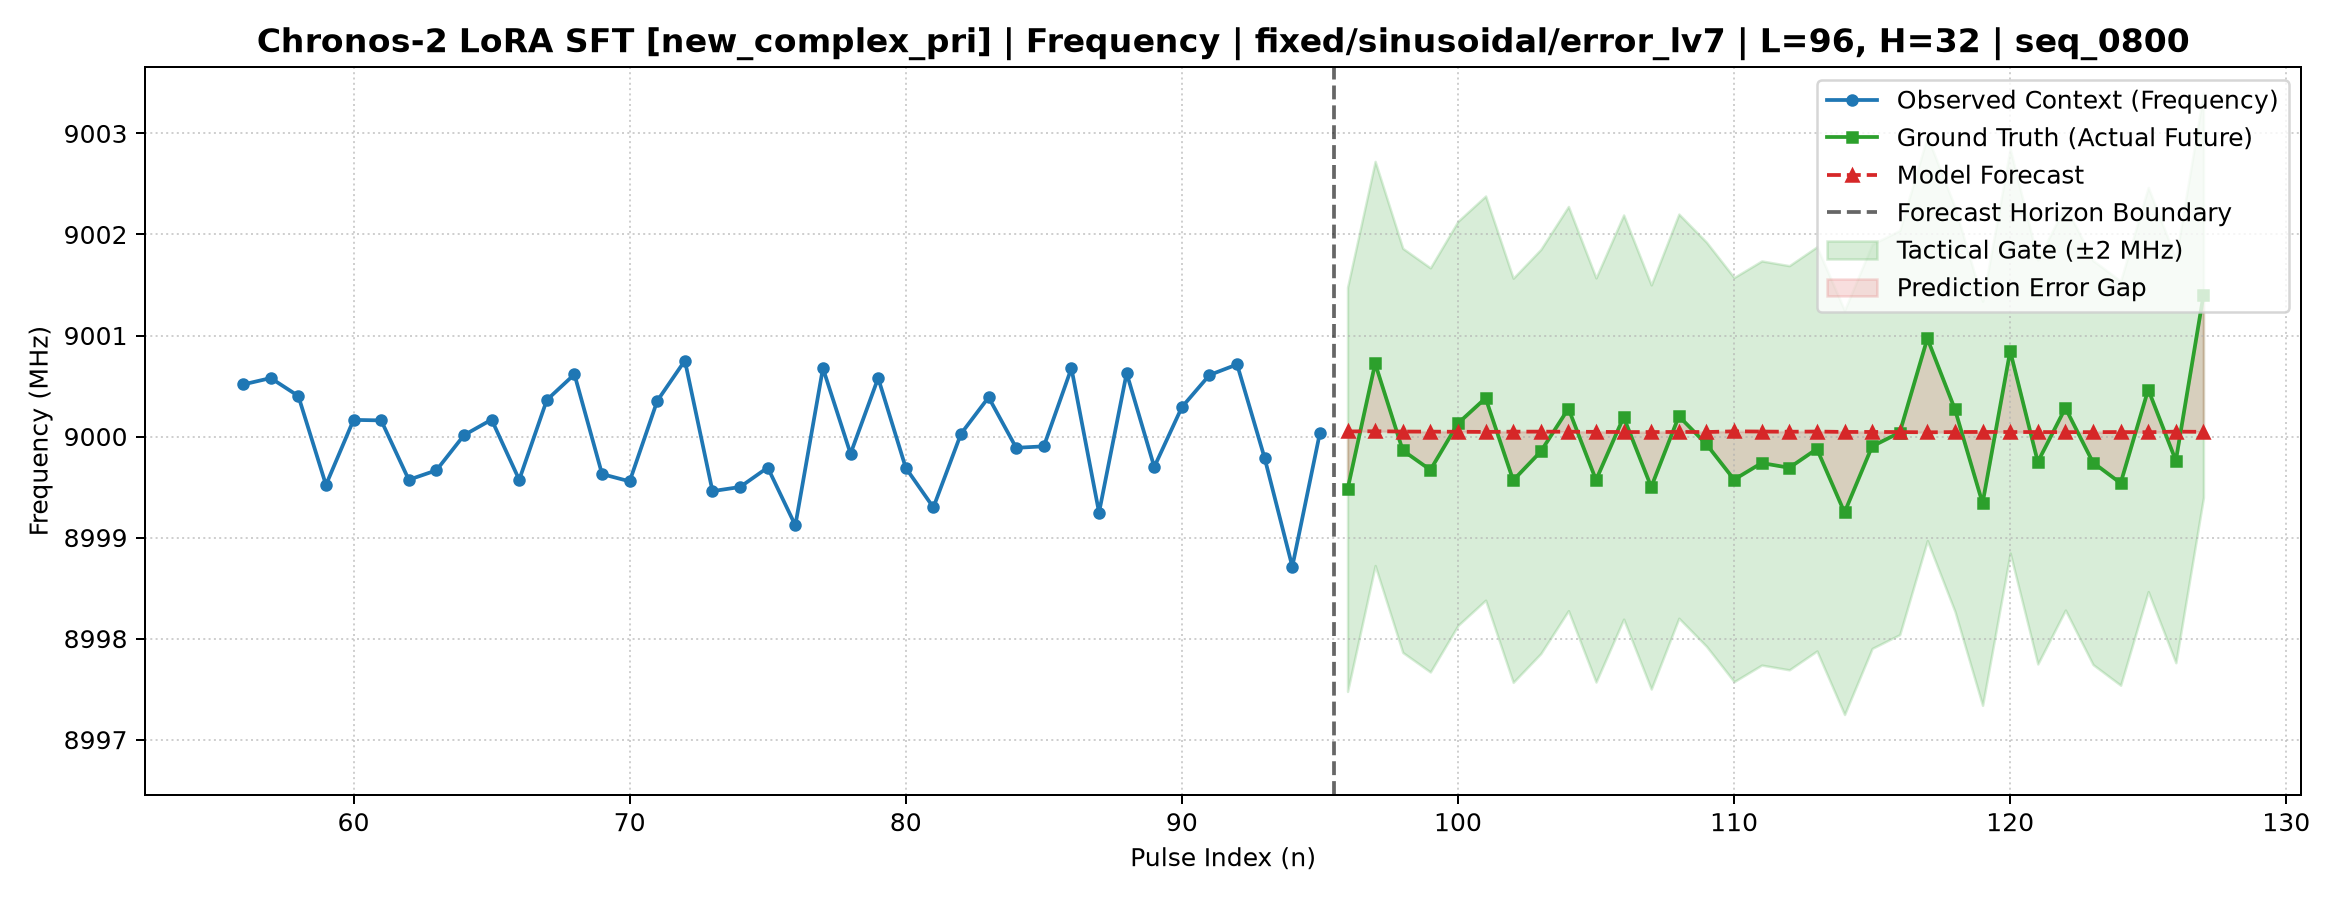 Chronos-2 LoRA SFT [new_complex_pri] | Frequency | fixed/sinusoidal/error_lv7 | L=96, H=32 | seq_0800
Observed Context (Frequency)
Ground Truth (Actual Future)
Model Forecast
Forecast Horizon Boundary
Tactical Gate (±2 MHz)
Prediction Error Gap
Frequency (MHz)
9003
9002
9001
9000
8999
8998
8997
60 70 80 90 100 110 120 130
Pulse Index (n)